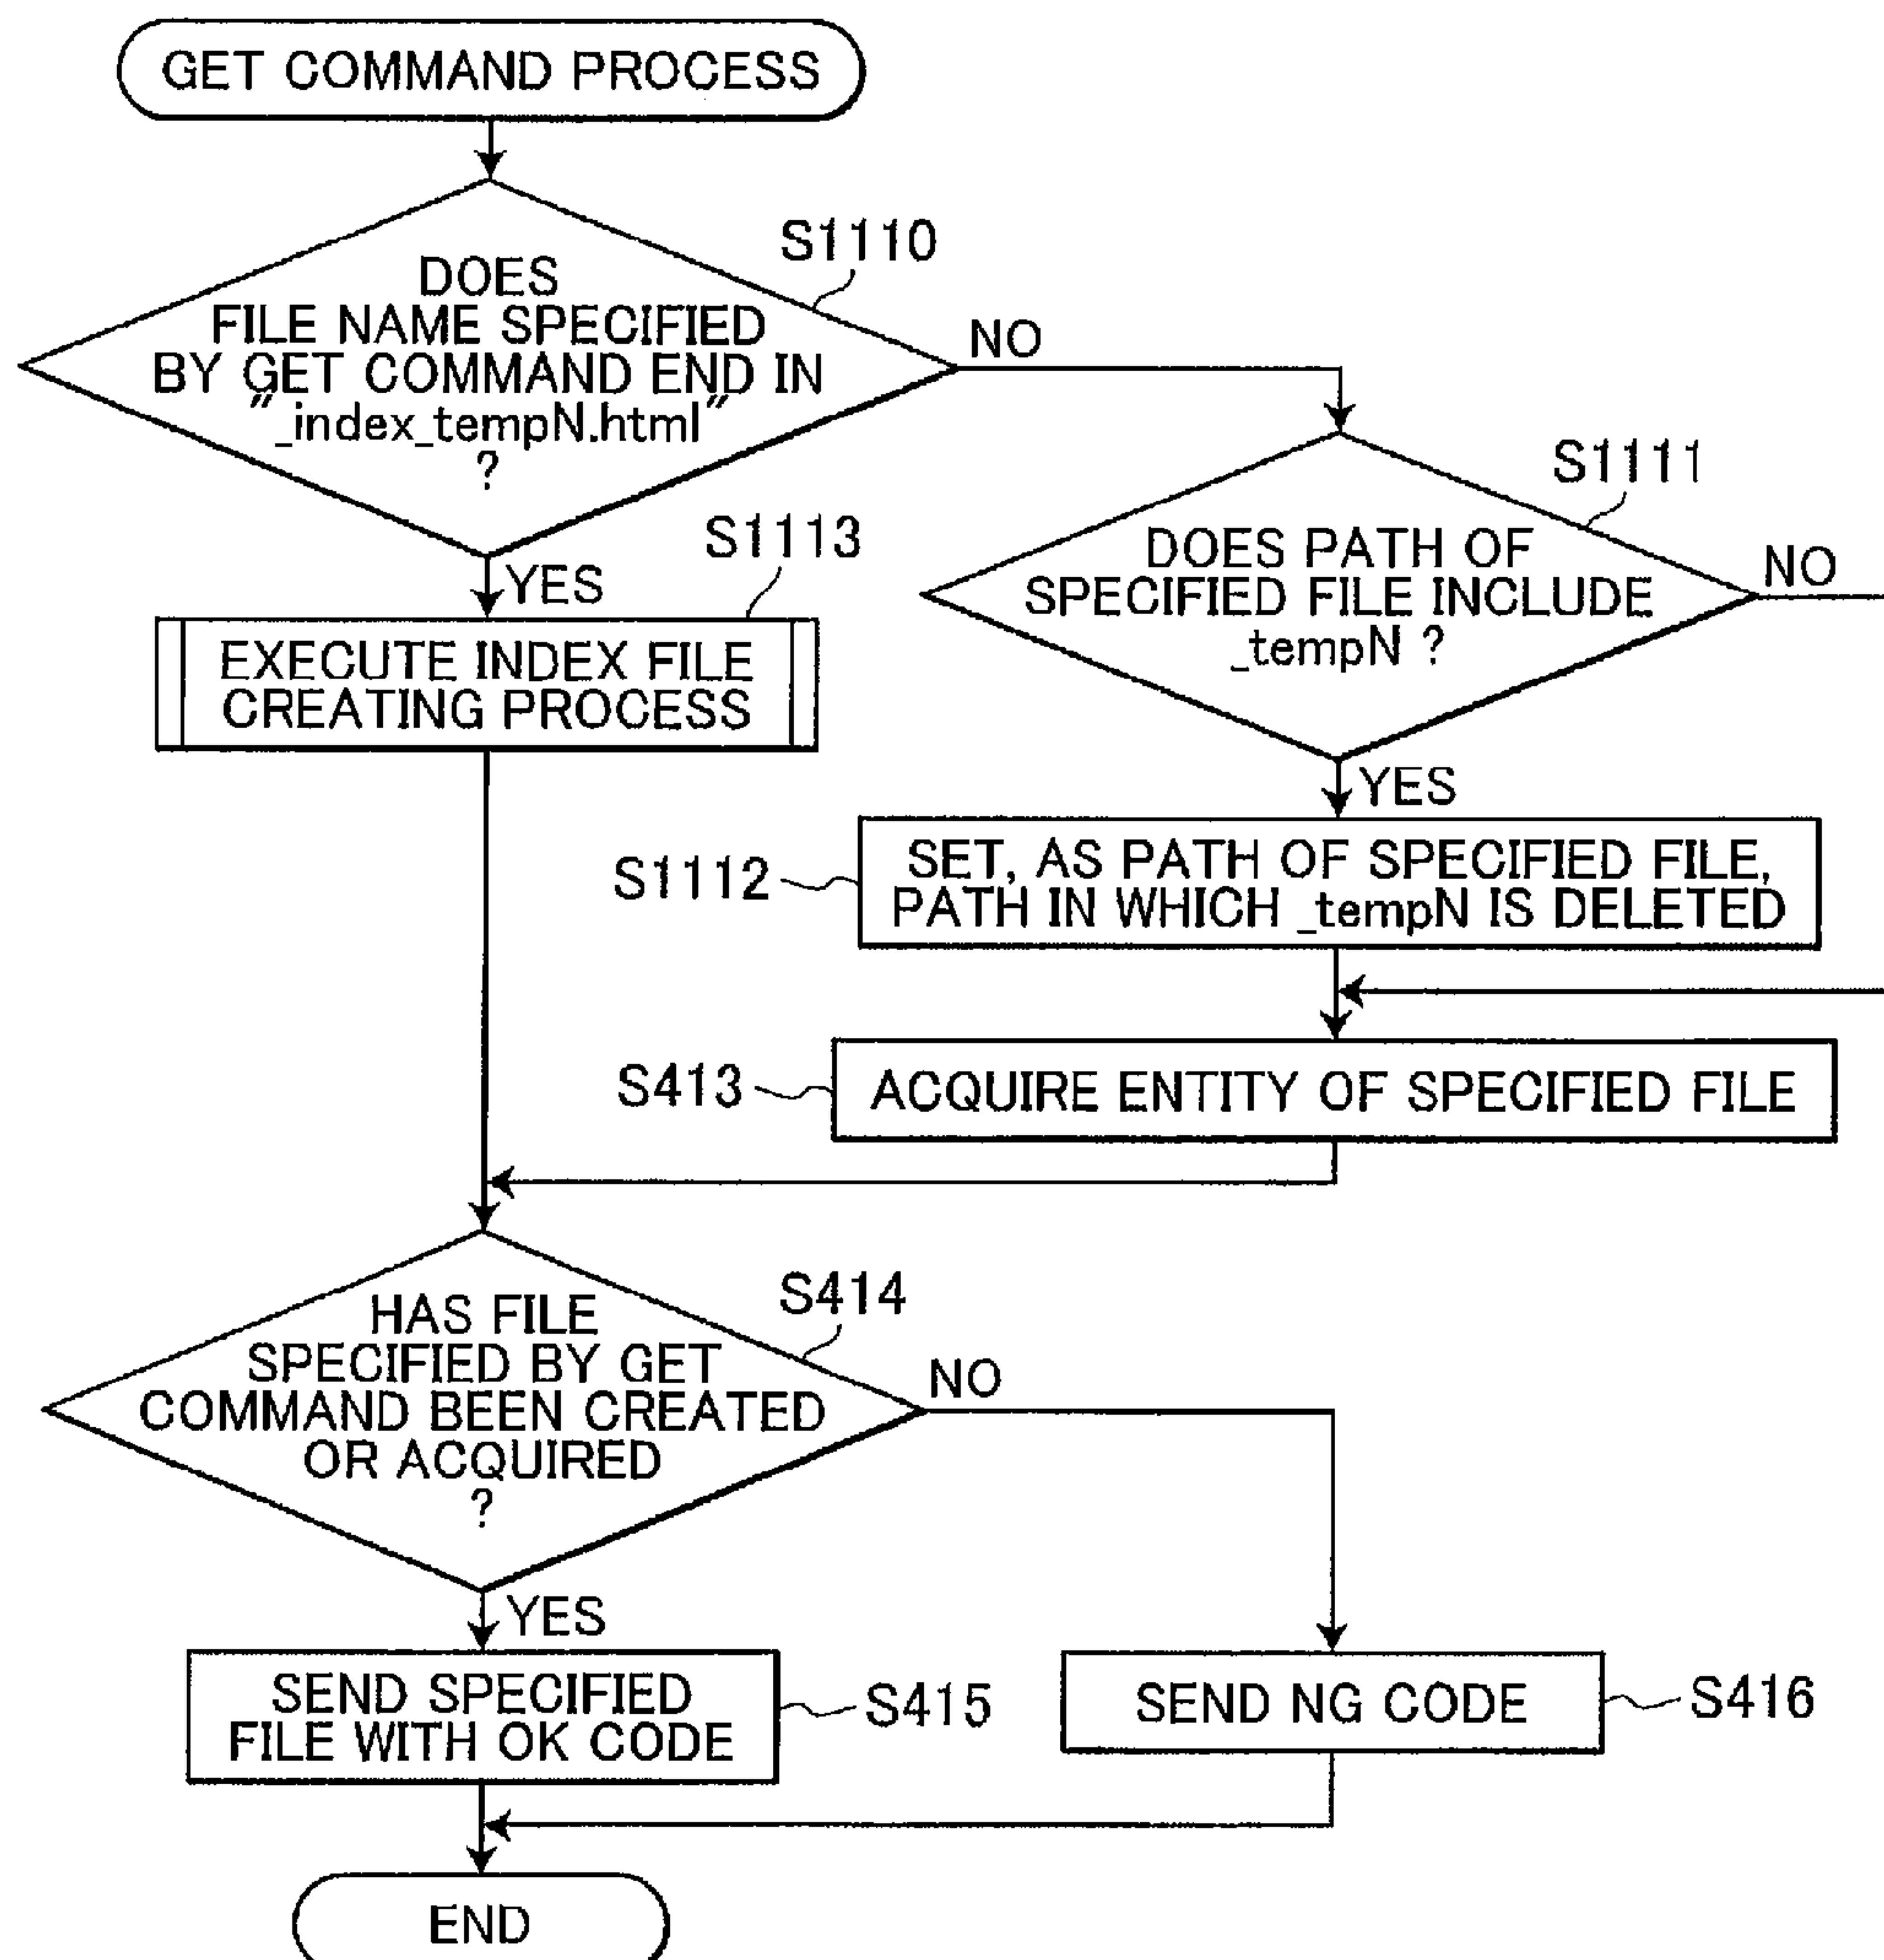 GET COMMAND PROCESS
S1110
DOES
FILE NAME SPECIFIED
BY GET COMMAND END IN
"_index_tempN.html"
?
NO
YES
S1111
DOES PATH OF
SPECIFIED FILE INCLUDE
_tempN ?
NO
YES
S1113
EXECUTE INDEX FILE
CREATING PROCESS
S1112
SET, AS PATH OF SPECIFIED FILE,
PATH IN WHICH _tempN IS DELETED
S413
ACQUIRE ENTITY OF SPECIFIED FILE
S414
HAS FILE
SPECIFIED BY GET
COMMAND BEEN CREATED
OR ACQUIRED
?
NO
YES
SEND SPECIFIED
FILE WITH OK CODE
S415
SEND NG CODE
S416
END